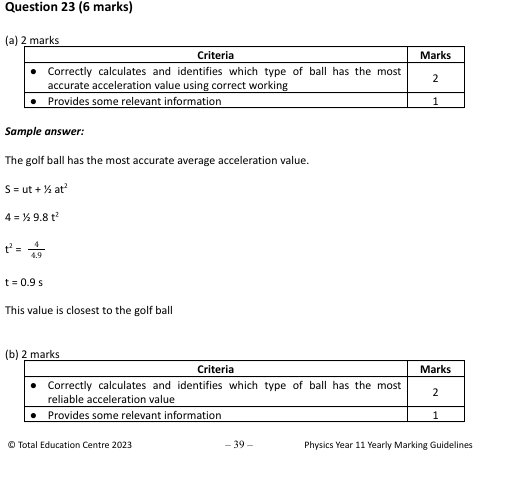 Question 23 (6 marks)
(a) 2 marks
Criteria Marks
● Correctly calculates and identifies which type of ball has the most
accurate acceleration value using correct working 2
● Provides some relevant information 1
Sample answer:
The golf ball has the most accurate average acceleration value.
S = ut + ½ at²
4 = ½ 9.8 t²
t² = 4/4.9
t = 0.9 s
This value is closest to the golf ball
(b) 2 marks
Criteria Marks
● Correctly calculates and identifies which type of ball has the most
reliable acceleration value 2
● Provides some relevant information 1
© Total Education Centre 2023 – 39 – Physics Year 11 Yearly Marking Guidelines